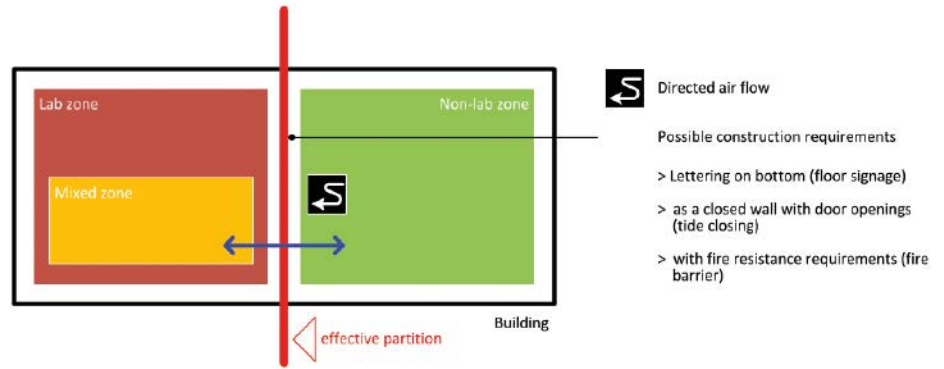 Lab zone
Non-lab zone
Mixed zone
Building
effective partition
Directed air flow
Possible construction requirements
> Lettering on bottom (floor signage)
> as a closed wall with door openings
(tide closing)
> with fire resistance requirements (fire
barrier)